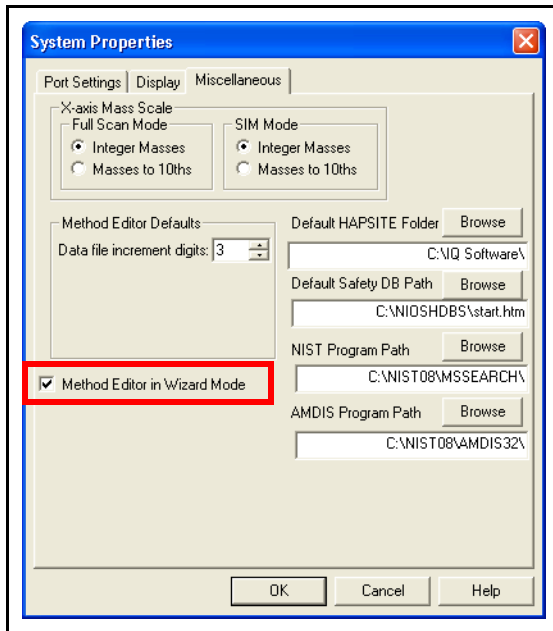 System Properties
Port Settings Display Miscellaneous
X-axis Mass Scale
Full Scan Mode
Integer Masses
Masses to 10ths
SIM Mode
Integer Masses
Masses to 10ths
Method Editor Defaults
Data file increment digits: 3
Method Editor in Wizard Mode
Default HAPSITE Folder Browse
C:\IQ Software\
Default Safety DB Path Browse
C:\NIOSHDBS\start.htm
NIST Program Path Browse
C:\NIST08\MSSEARCH\
AMDIS Program Path Browse
C:\NIST08\AMDIS32\
OK Cancel Help